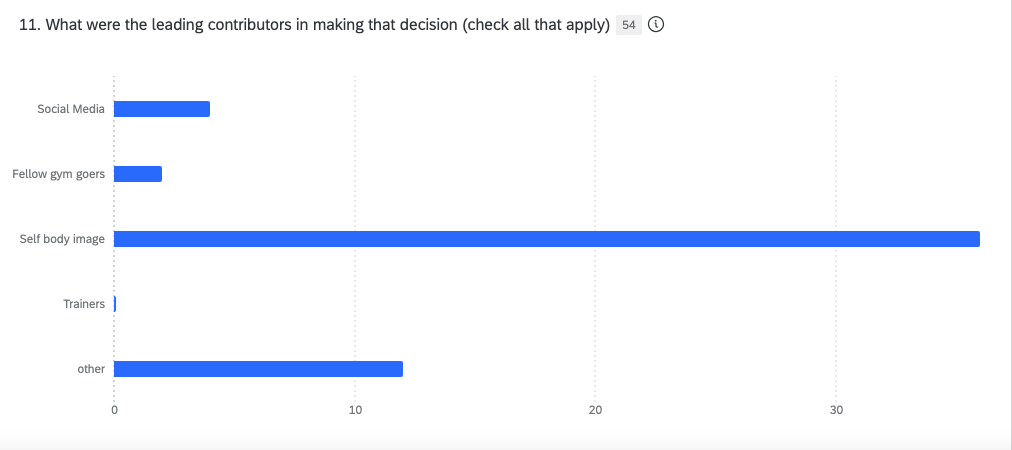 11. What were the leading contributors in making that decision (check all that apply) 54
Social Media
Fellow gym goers
Self body image
Trainers
other
0 10 20 30